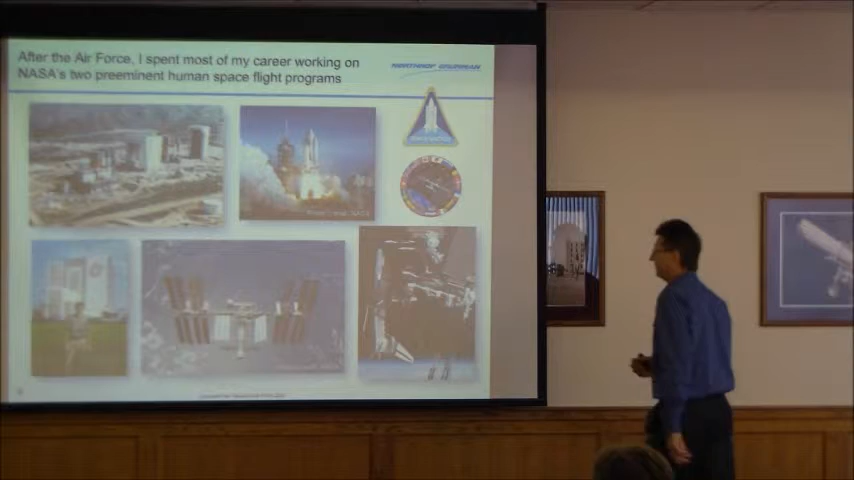 After the Air Force, I spent most of my career working on
NASA's two preeminent human space flight programs
NORTHROP GRUMMAN